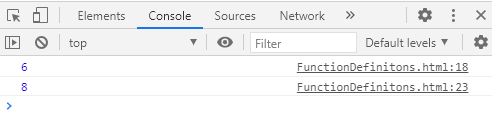 Elements Console Sources Network »
top Filter Default levels
6 FunctionDefinitons.html:18
8 FunctionDefinitons.html:23
>